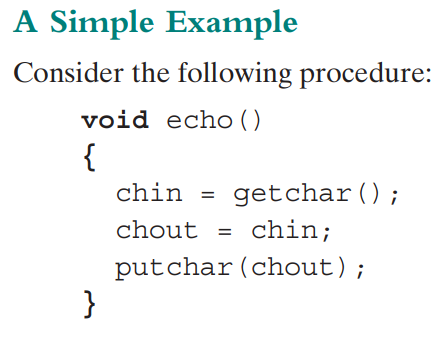 A Simple Example
Consider the following procedure:
void echo()
{
chin = getchar();
chout = chin;
putchar(chout);
}